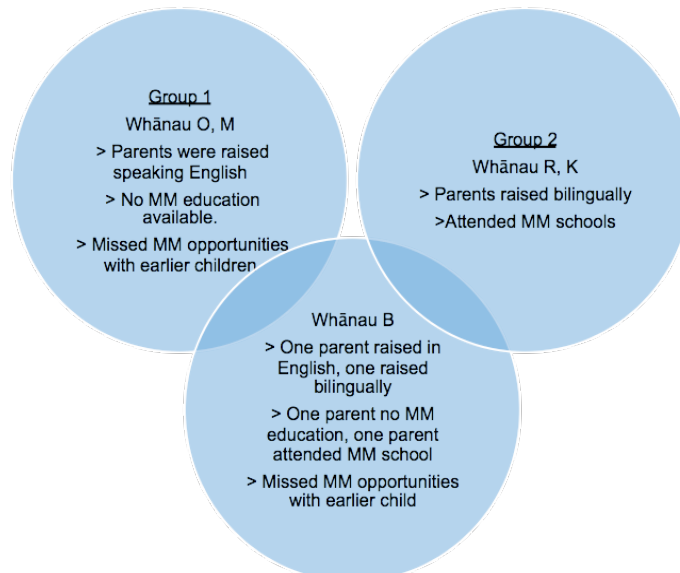 Group 1
Whānau O, M
> Parents were raised
speaking English
> No MM education
available.
> Missed MM opportunities
with earlier children
Group 2
Whānau R, K
> Parents raised bilingually
>Attended MM schools
Whānau B
> One parent raised in
English, one raised
bilingually
> One parent no MM
education, one parent
attended MM school
> Missed MM opportunities
with earlier child